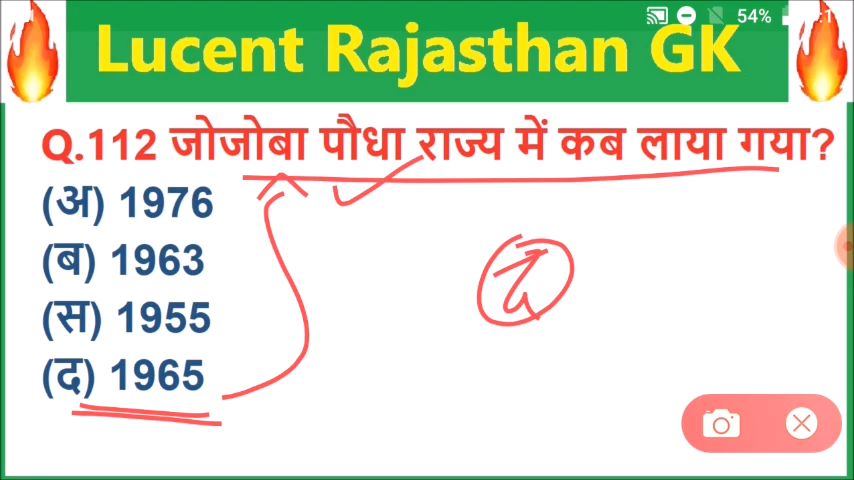 54%
Lucent Rajasthan GK
Q.112 जोजोबा पौधा राज्य में कब लाया गया?
(अ) 1976
(ब) 1963
(स) 1955
(द) 1965
द